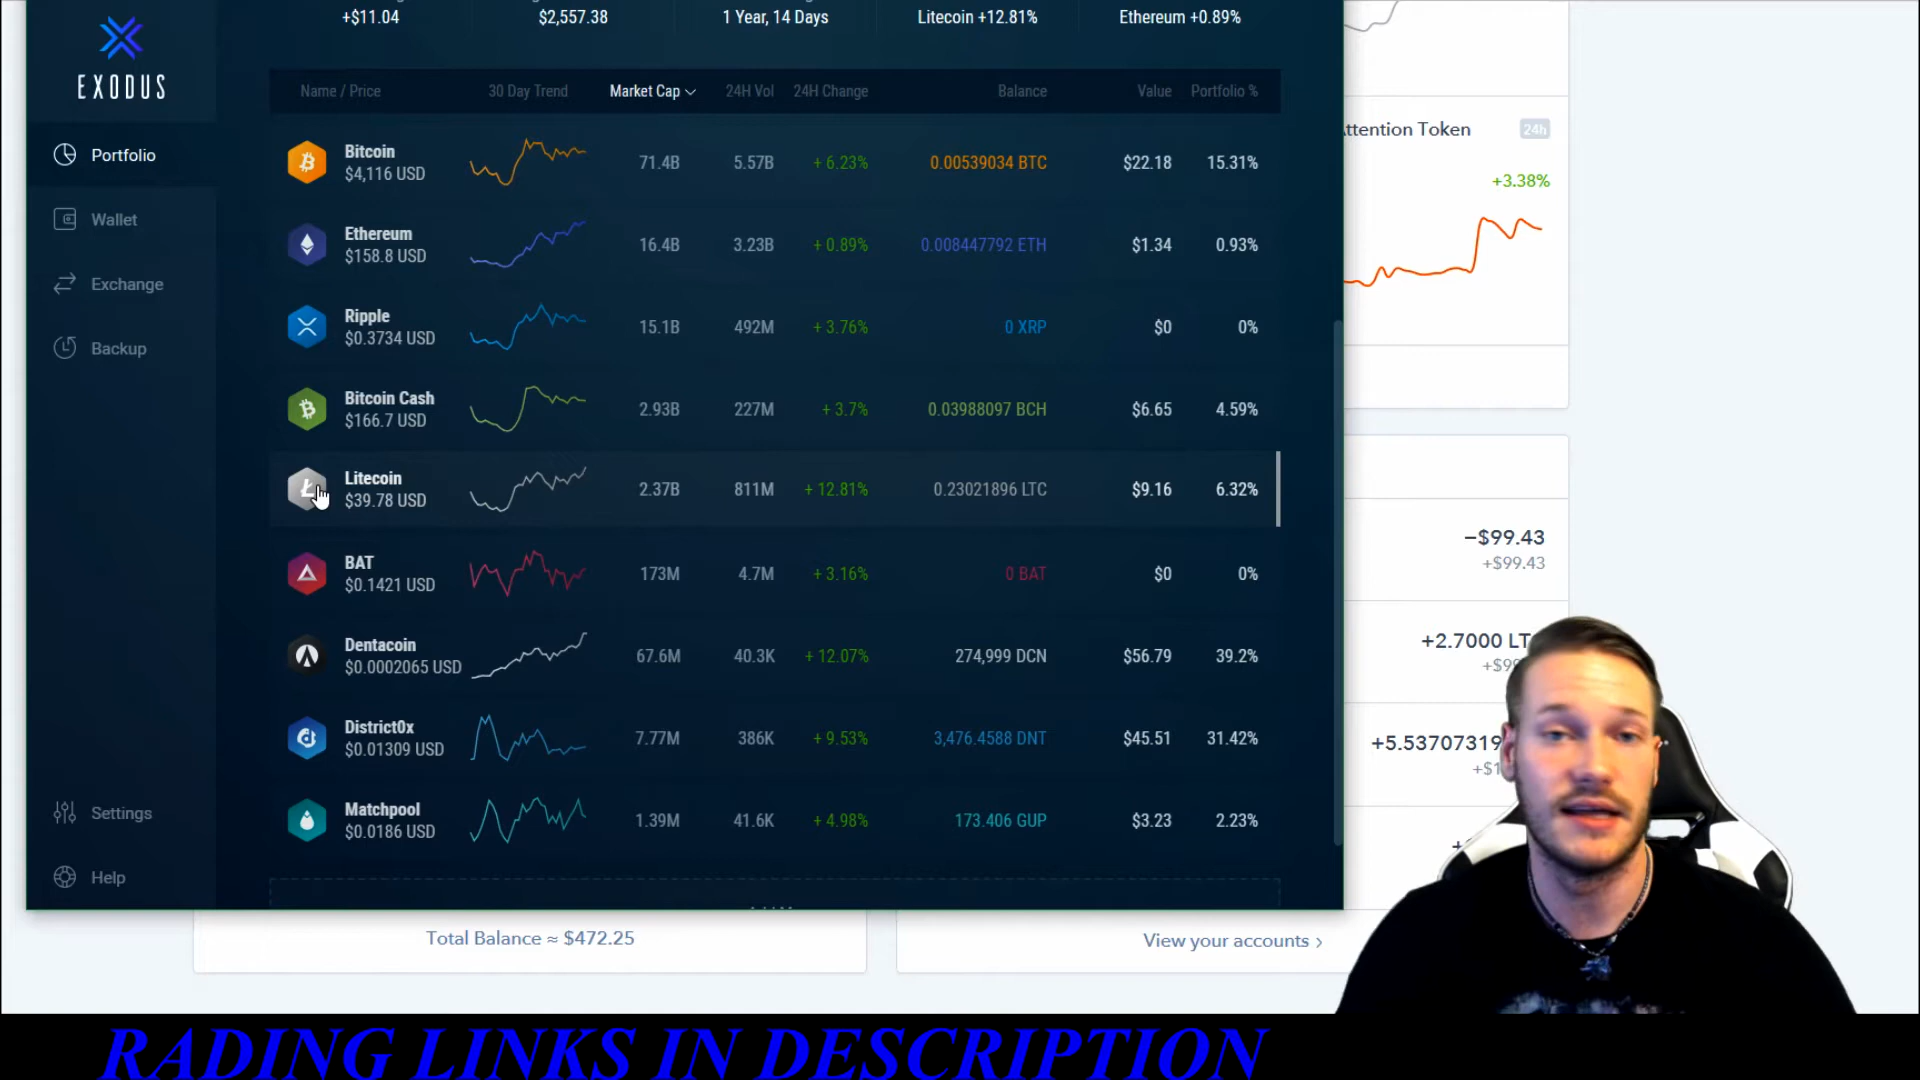 +$11.04 $2,557.38 1 Year, 14 Days Litecoin +12.81% Ethereum +0.89%
EXODUS
Portfolio
Wallet
Exchange
Backup
Settings
Help
Name / Price 30 Day Trend Market Cap 24H Vol 24H Change Balance Value Portfolio %
Bitcoin
$4,116 USD
71.4B 5.57B + 6.23% 0.00539034 BTC $22.18 15.31%
Ethereum
$158.8 USD
16.4B 3.23B + 0.89% 0.008447792 ETH $1.34 0.93%
Ripple
$0.3734 USD
15.1B 492M + 3.76% 0 XRP $0 0%
Bitcoin Cash
$166.7 USD
2.93B 227M + 3.7% 0.03988097 BCH $6.65 4.59%
Litecoin
$39.78 USD
2.37B 811M + 12.81% 0.23021896 LTC $9.16 6.32%
BAT
$0.1421 USD
173M 4.7M + 3.16% 0 BAT $0 0%
Dentacoin
$0.0002065 USD
67.6M 40.3K + 12.07% 274,999 DCN $56.79 39.2%
District0x
$0.01309 USD
7.77M 386K + 9.53% 3,476.4588 DNT $45.51 31.42%
Matchpool
$0.0186 USD
1.39M 41.6K + 4.98% 173.406 GUP $3.23 2.23%
ttention Token 24h
+3.38%
−$99.43
+$99.43
+2.7000 LT
+$9
+5.53707319
+$1
Total Balance ≈ $472.25
View your accounts >
RADING LINKS IN DESCRIPTION